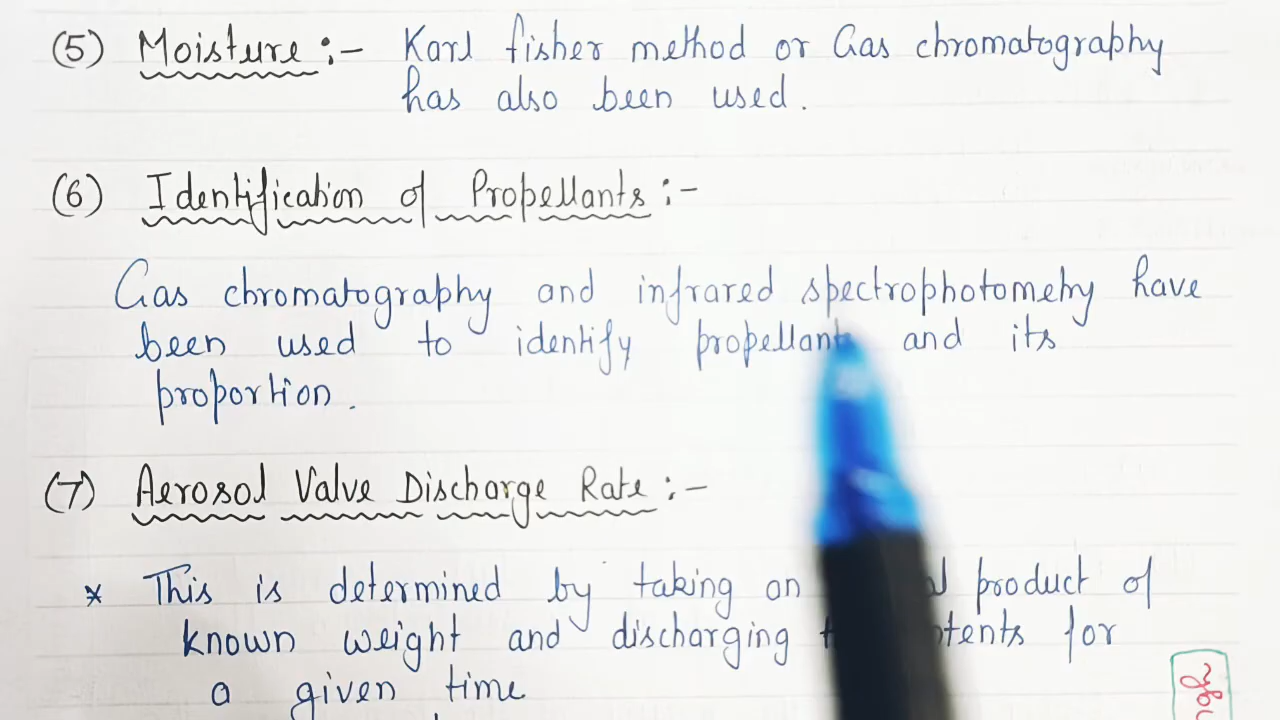 (5) Moisture :- Karl fisher method or Gas chromatography
has also been used.
(6) Identification of Propellants :-
Gas chromatography and infrared spectrophotometry have
been used to identify propellants and its
proportion.
(7) Aerosol Valve Discharge Rate :-
* This is determined by taking an product of
known weight and discharging for
a given time